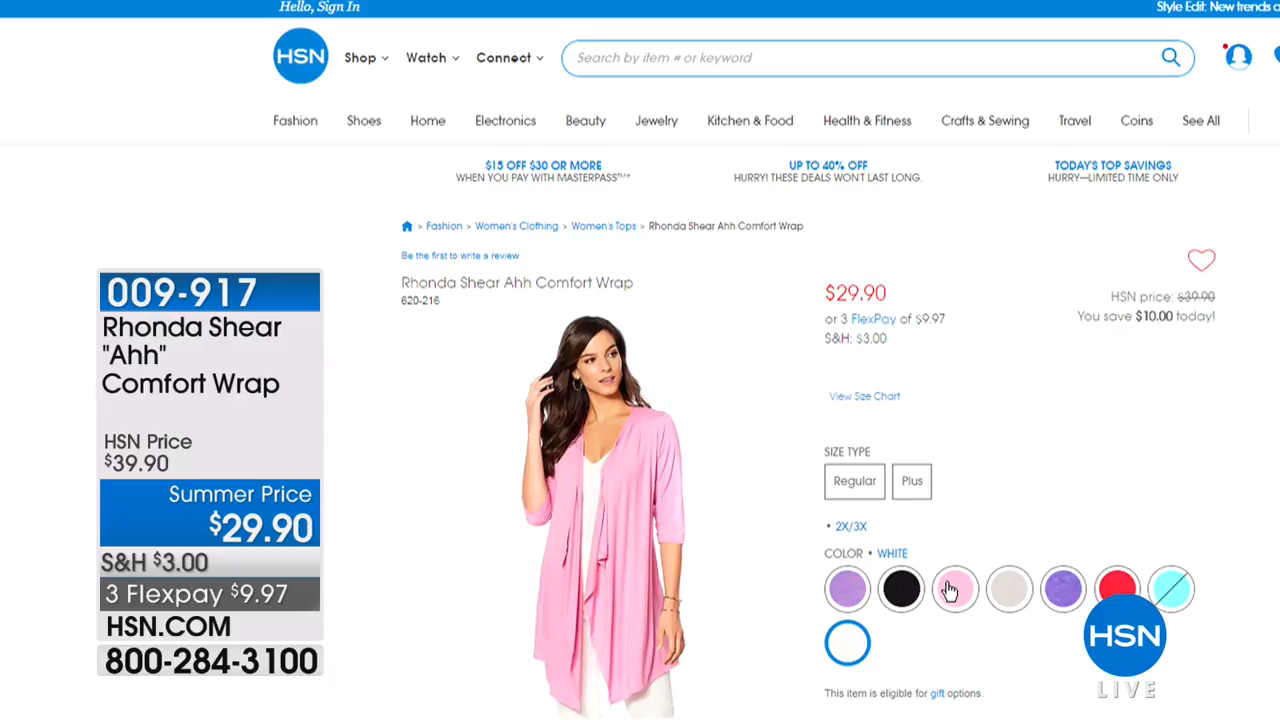 Hello, Sign In
Style Edit: New trends
HSN
Shop
Watch
Connect
Search by item # or keyword
Fashion
Shoes
Home
Electronics
Beauty
Jewelry
Kitchen & Food
Health & Fitness
Crafts & Sewing
Travel
Coins
See All
$15 OFF $30 OR MORE
WHEN YOU PAY WITH MASTERPASS™*
UP TO 40% OFF
HURRY! THESE DEALS WON'T LAST LONG.
TODAY'S TOP SAVINGS
HURRY—LIMITED TIME ONLY
> Fashion > Women's Clothing > Women's Tops > Rhonda Shear Ahh Comfort Wrap
Be the first to write a review
Rhonda Shear Ahh Comfort Wrap
620-216
$29.90
or 3 FlexPay of $9.97
S&H: $3.00
HSN price: $39.90
You save $10.00 today!
View Size Chart
SIZE TYPE
Regular
Plus
• 2X/3X
COLOR • WHITE
This item is eligible for gift options.
009-917
Rhonda Shear
"Ahh"
Comfort Wrap
HSN Price
$39.90
Summer Price
$29.90
S&H $3.00
3 Flexpay $9.97
HSN.COM
800-284-3100
HSN
LIVE